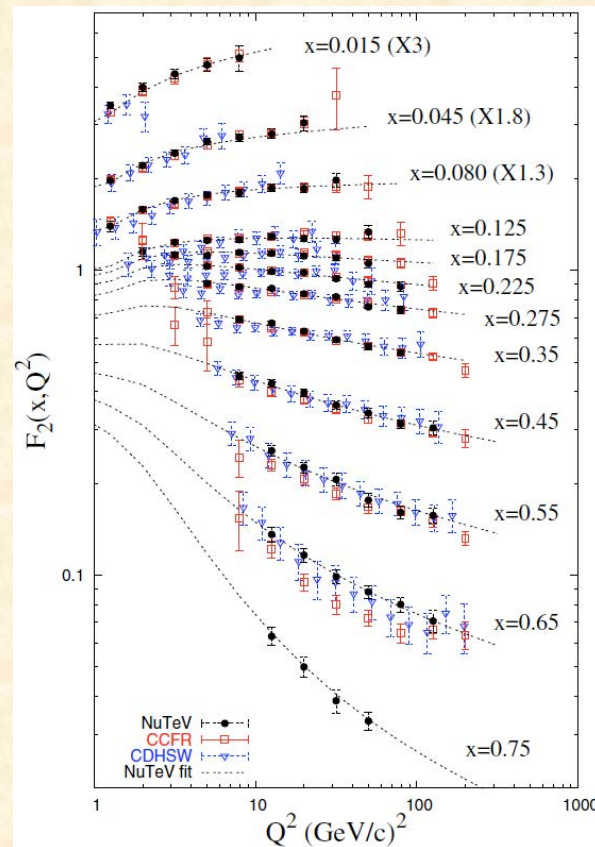 x=0.015 (X3)
x=0.045 (X1.8)
x=0.080 (X1.3)
x=0.125
x=0.175
x=0.225
x=0.275
x=0.35
x=0.45
x=0.55
x=0.65
x=0.75
1
0.1
F₂(x,Q²)
NuTeV
CCFR
CDHSW
NuTeV fit
1 10 100 1000
Q² (GeV/c)²